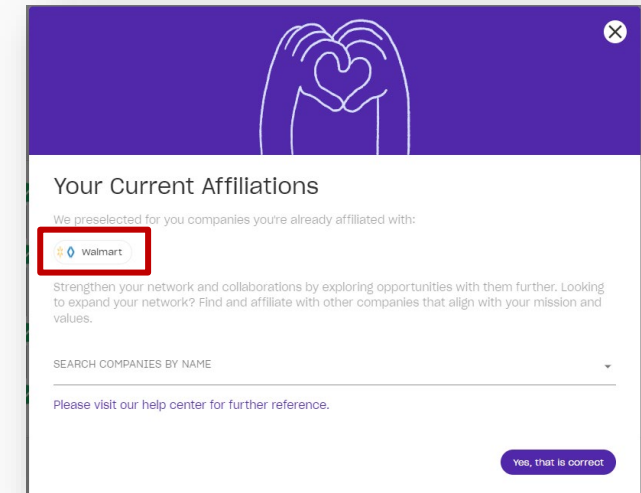 Your Current Affiliations
We preselected for you companies you're already affiliated with:
Walmart
Strengthen your network and collaborations by exploring opportunities with them further. Looking
to expand your network? Find and affiliate with other companies that align with your mission and
values.
SEARCH COMPANIES BY NAME
Please visit our help center for further reference.
Yes, that is correct